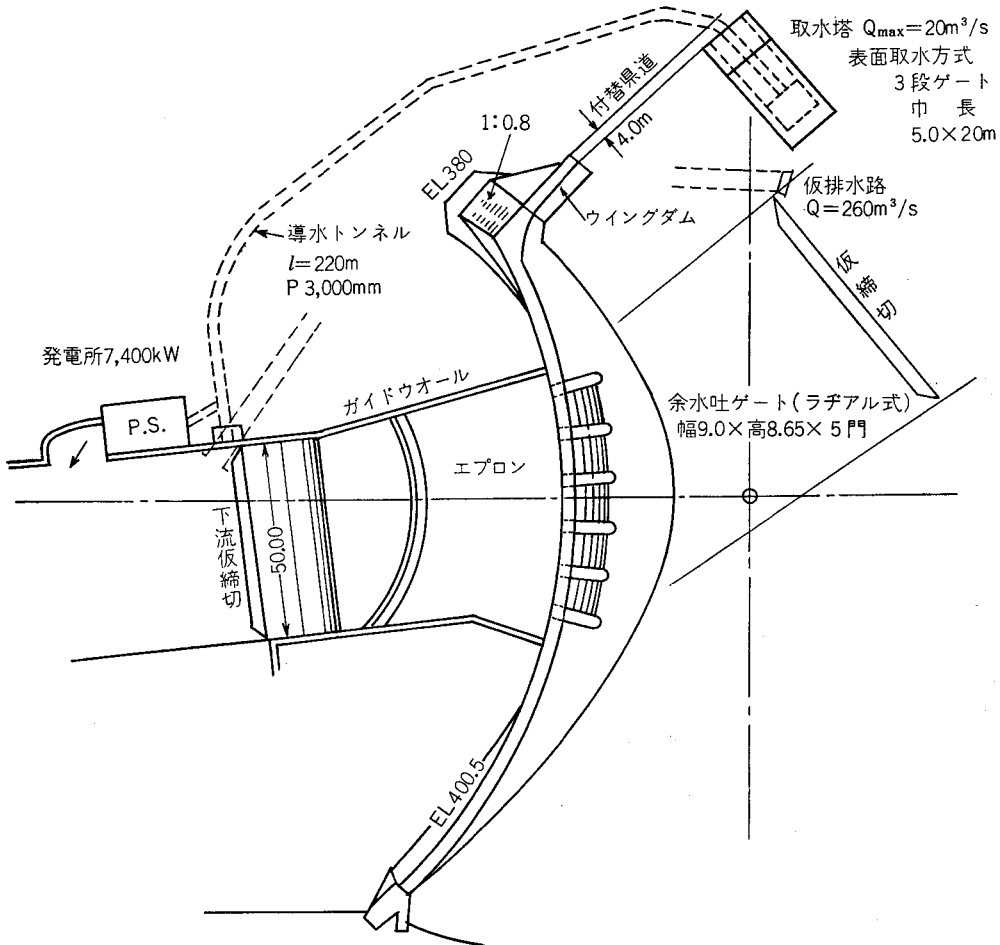 取水塔 Qmax=20m³/s
表面取水方式
3段ゲート
巾 長
5.0×20m
付替県道
4.0m
1:0.8
EL380
ウイングダム
仮排水路
Q=260m³/s
仮締切
導水トンネル
l=220m
P 3,000mm
発電所7,400kW
P.S.
ガイドウオール
エプロン
余水吐ゲート(ラヂアル式)
幅9.0×高8.65×5門
下流仮締切
50.00
EL400.5